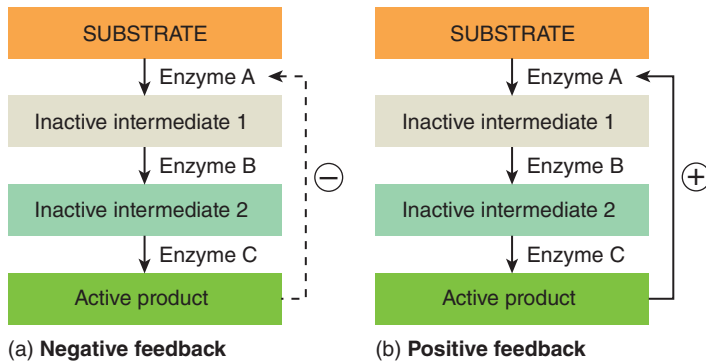 SUBSTRATE
Enzyme A
Inactive intermediate 1
Enzyme B
Inactive intermediate 2
Enzyme C
Active product
−
(a) Negative feedback
SUBSTRATE
Enzyme A
Inactive intermediate 1
Enzyme B
Inactive intermediate 2
Enzyme C
Active product
+
(b) Positive feedback